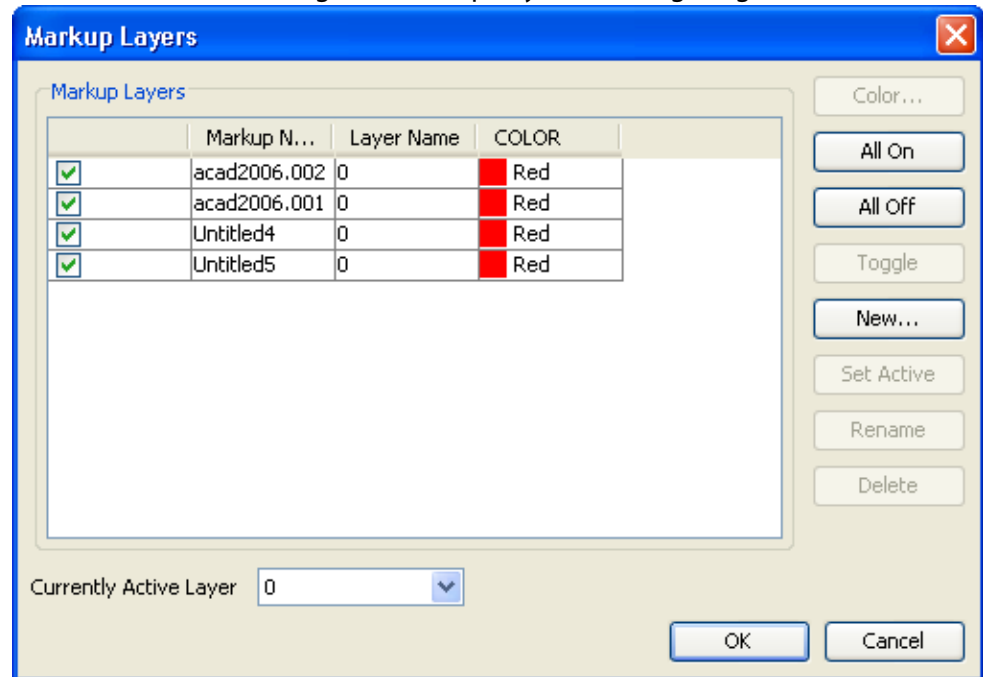 Markup Layers
Markup Layers
Markup N... Layer Name COLOR
acad2006.002 0 Red
acad2006.001 0 Red
Untitled4 0 Red
Untitled5 0 Red
Color...
All On
All Off
Toggle
New...
Set Active
Rename
Delete
Currently Active Layer 0
OK Cancel